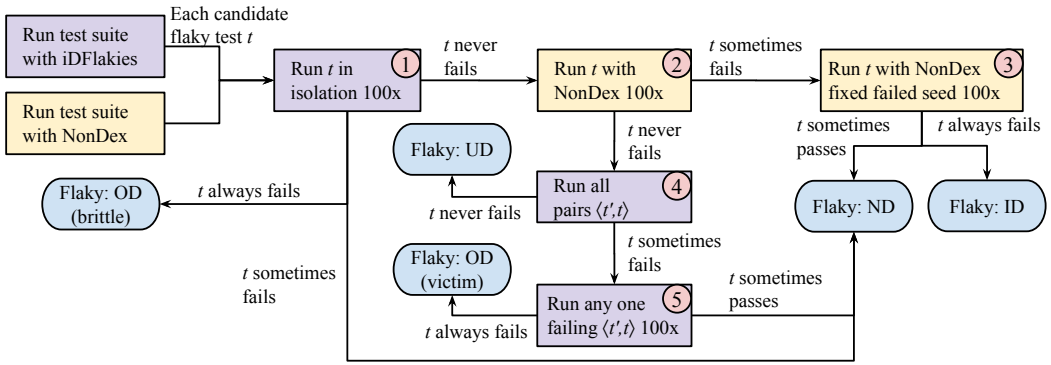 Run test suite
with iDFlakies
Each candidate
flaky test t
Run test suite
with NonDex
1
Run t in
isolation 100x
t never
fails
2
Run t with
NonDex 100x
t sometimes
fails
3
Run t with NonDex
fixed failed seed 100x
t sometimes
passes
t always fails
Flaky: ND
Flaky: ID
t never
fails
Flaky: UD
t never fails
4
Run all
pairs ⟨t',t⟩
Flaky: OD
(brittle)
t always fails
t sometimes
fails
t sometimes
fails
Flaky: OD
(victim)
t always fails
5
Run any one
failing ⟨t',t⟩ 100x
t sometimes
passes